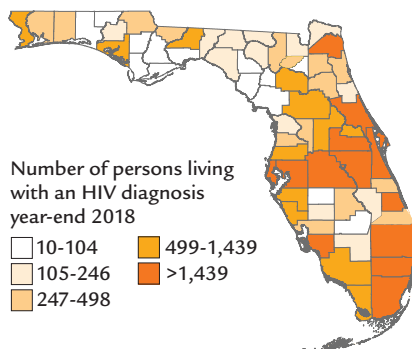 Number of persons living
with an HIV diagnosis
year-end 2018
10-104
105-246
247-498
499-1,439
>1,439